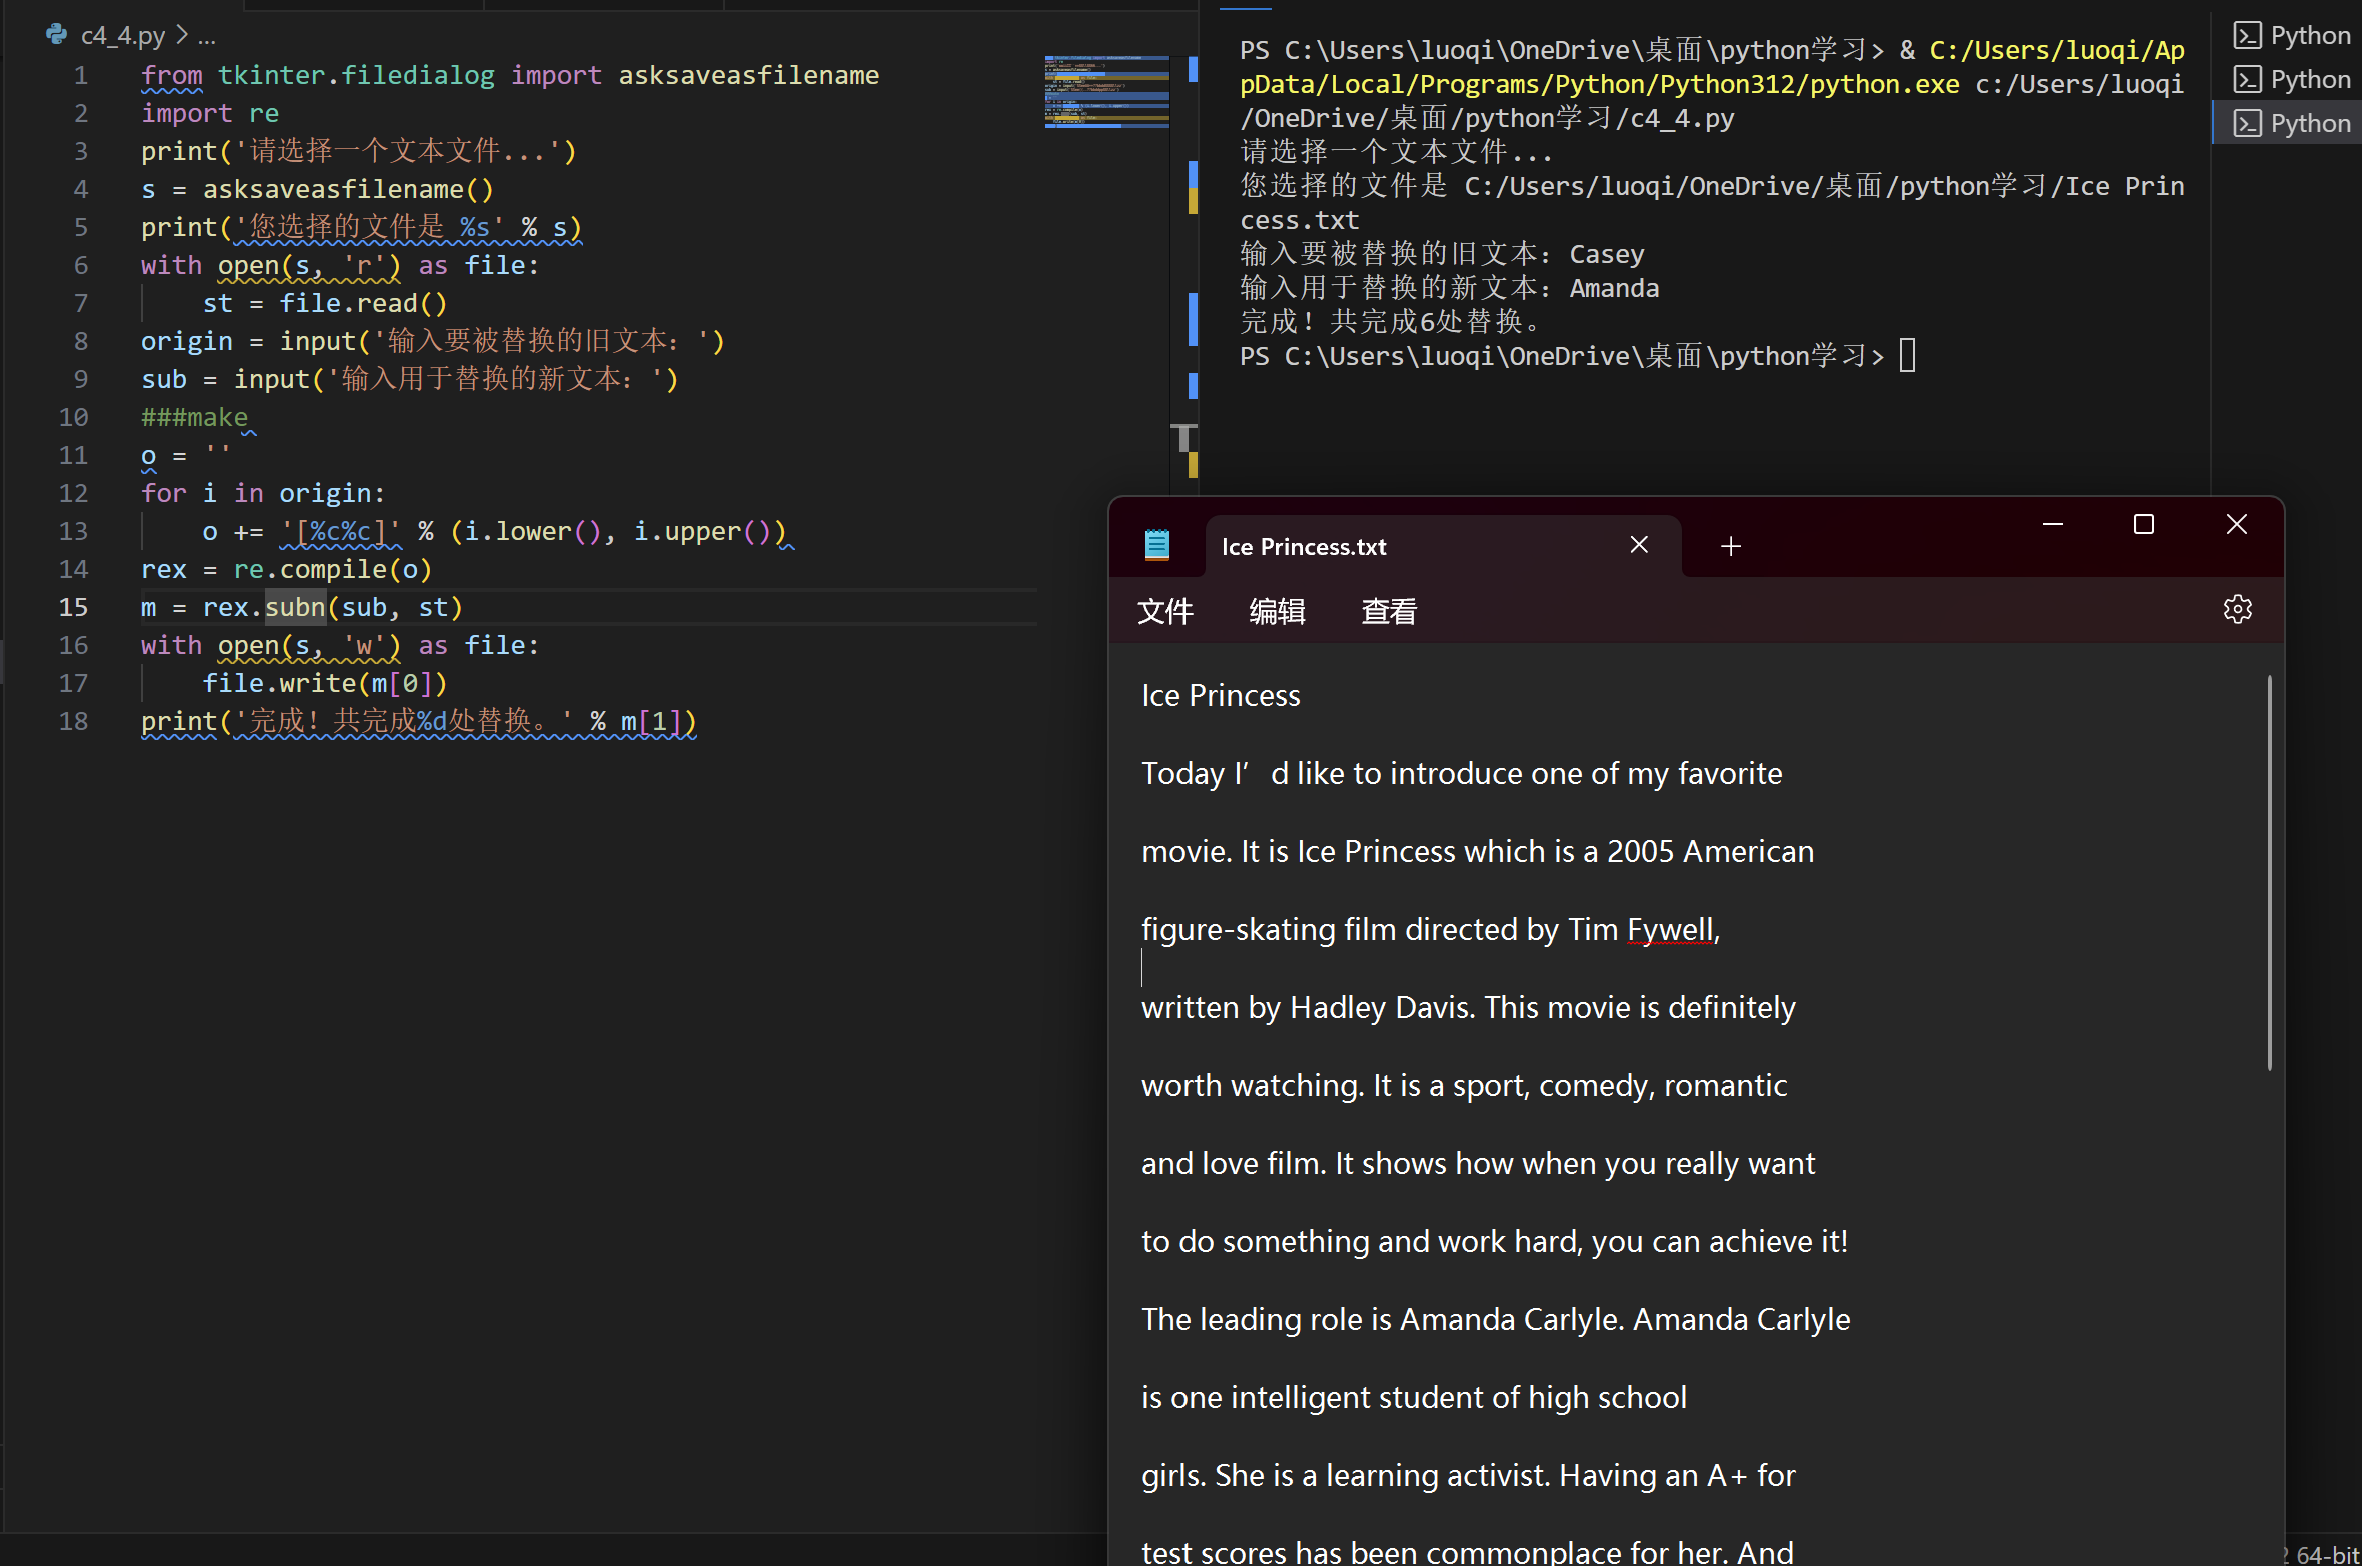 c4_4.py > ...
1 from tkinter.filedialog import asksaveasfilename
2 import re
3 print('请选择一个文本文件...')
4 s = asksaveasfilename()
5 print('您选择的文件是 %s' % s)
6 with open(s, 'r') as file:
7     st = file.read()
8 origin = input('输入要被替换的旧文本：')
9 sub = input('输入用于替换的新文本：')
10 ###make
11 o = ''
12 for i in origin:
13     o += '[%c%c]' % (i.lower(), i.upper())
14 rex = re.compile(o)
15 m = rex.subn(sub, st)
16 with open(s, 'w') as file:
17     file.write(m[0])
18 print('完成！共完成%d处替换。' % m[1])
PS C:\Users\luoqi\OneDrive\桌面\python学习> & C:/Users/luoqi/Ap
pData/Local/Programs/Python/Python312/python.exe c:/Users/luoqi
/OneDrive/桌面/python学习/c4_4.py
请选择一个文本文件...
您选择的文件是 C:/Users/luoqi/OneDrive/桌面/python学习/Ice Prin
cess.txt
输入要被替换的旧文本：Casey
输入用于替换的新文本：Amanda
完成！共完成6处替换。
PS C:\Users\luoqi\OneDrive\桌面\python学习>
Python
Python
Python
Ice Princess.txt
文件 编辑 查看
Ice Princess
Today I’d like to introduce one of my favorite
movie. It is Ice Princess which is a 2005 American
figure-skating film directed by Tim Fywell,
written by Hadley Davis. This movie is definitely
worth watching. It is a sport, comedy, romantic
and love film. It shows how when you really want
to do something and work hard, you can achieve it!
The leading role is Amanda Carlyle. Amanda Carlyle
is one intelligent student of high school
girls. She is a learning activist. Having an A+ for
test scores has been commonplace for her. And
64-bit